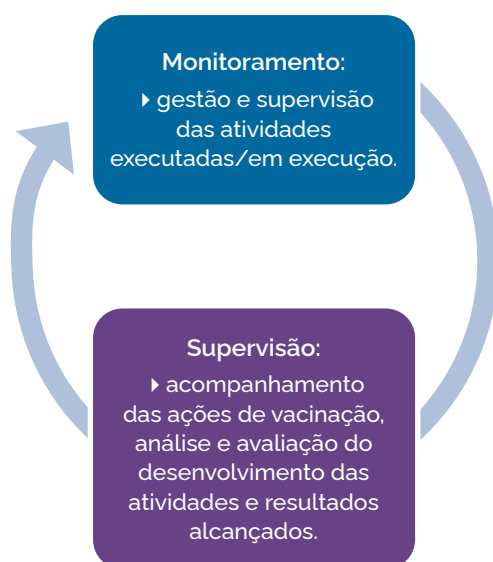 Monitoramento:
▸ gestão e supervisão
das atividades
executadas/em execução.
Supervisão:
▸ acompanhamento
das ações de vacinação,
análise e avaliação do
desenvolvimento das
atividades e resultados
alcançados.